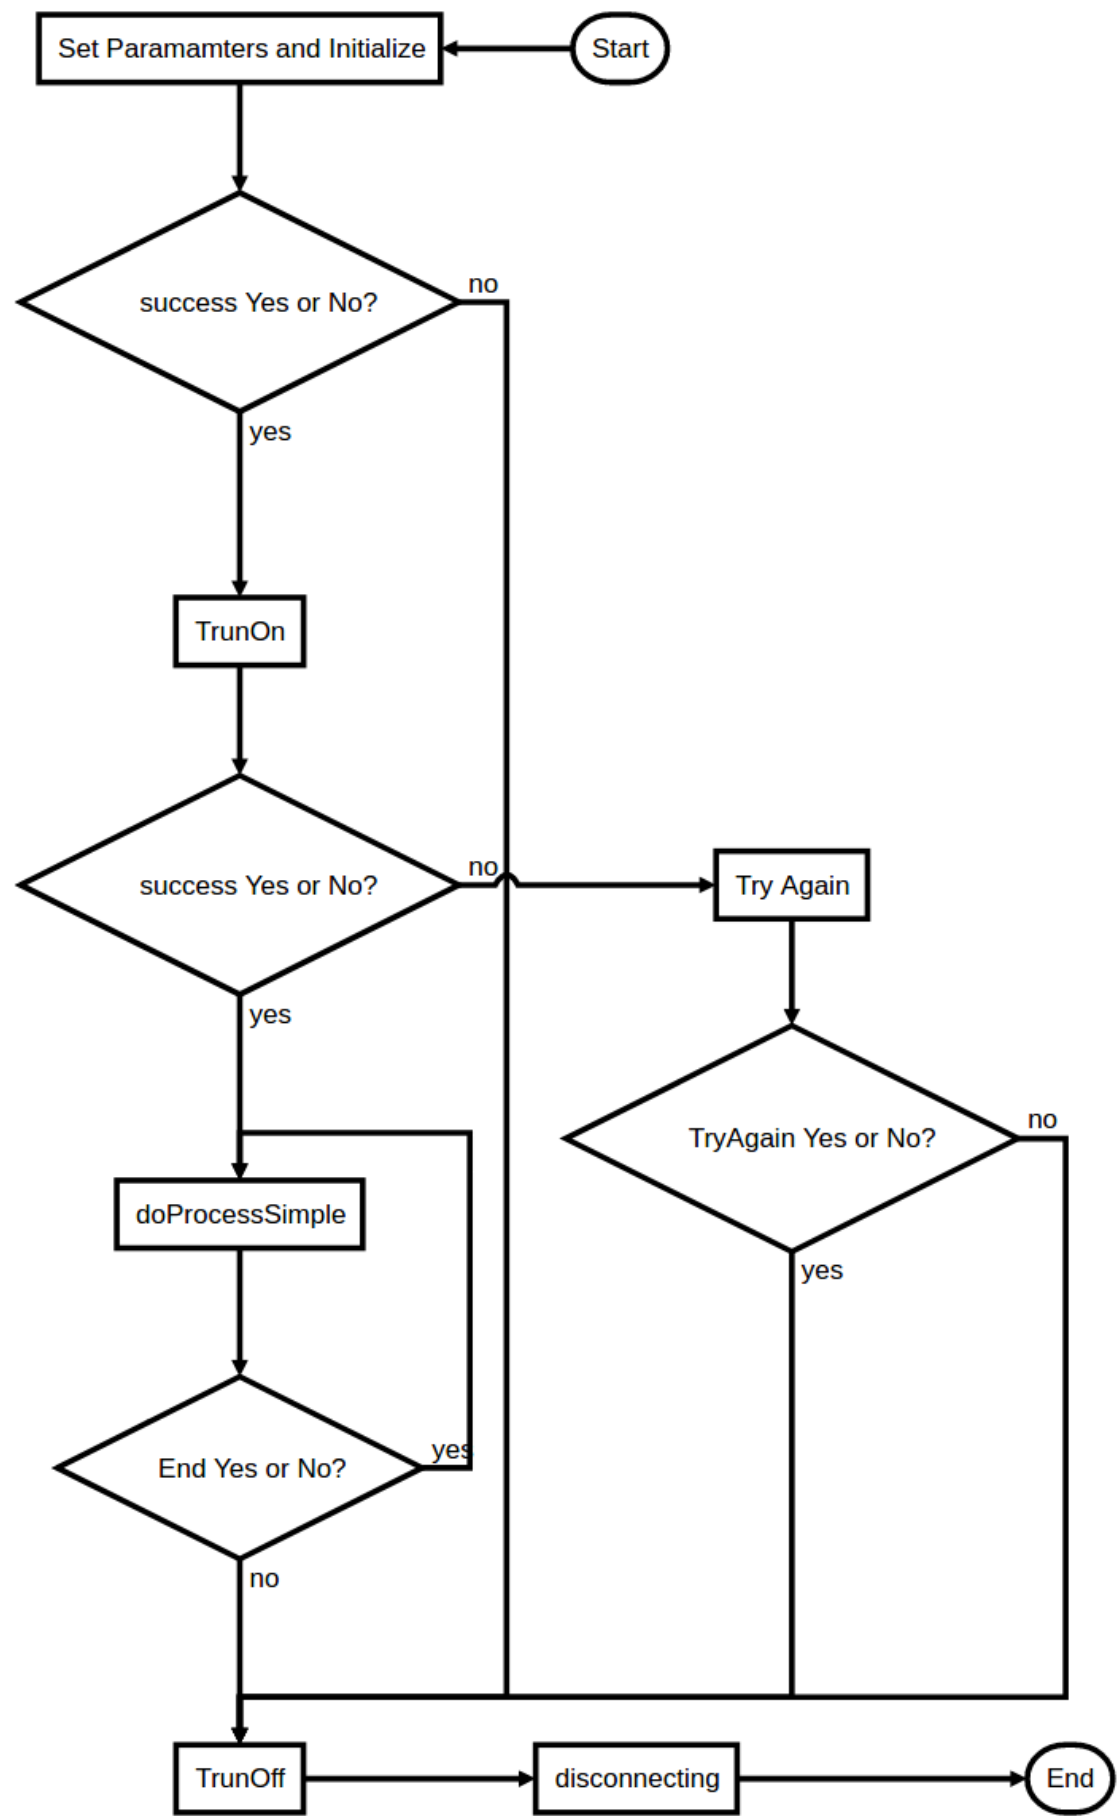 Set Paramamters and Initialize
Start
success Yes or No?
no
yes
TrunOn
success Yes or No?
no
Try Again
yes
TryAgain Yes or No?
no
doProcessSimple
yes
End Yes or No?
yes
no
TrunOff
disconnecting
End